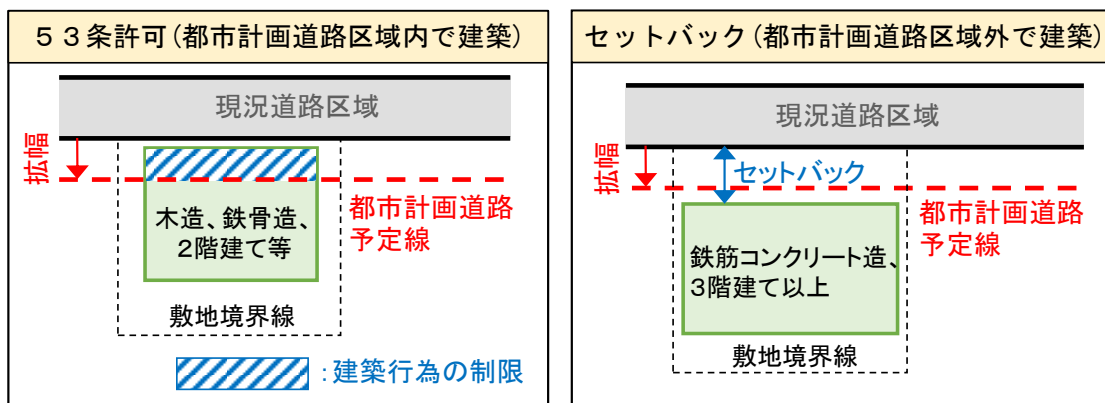 ５３条許可(都市計画道路区域内で建築)
現況道路区域
拡幅
都市計画道路
予定線
木造、鉄骨造、
2階建て等
敷地境界線
：建築行為の制限
セットバック(都市計画道路区域外で建築)
現況道路区域
拡幅
セットバック
都市計画道路
予定線
鉄筋コンクリート造、
3階建て以上
敷地境界線